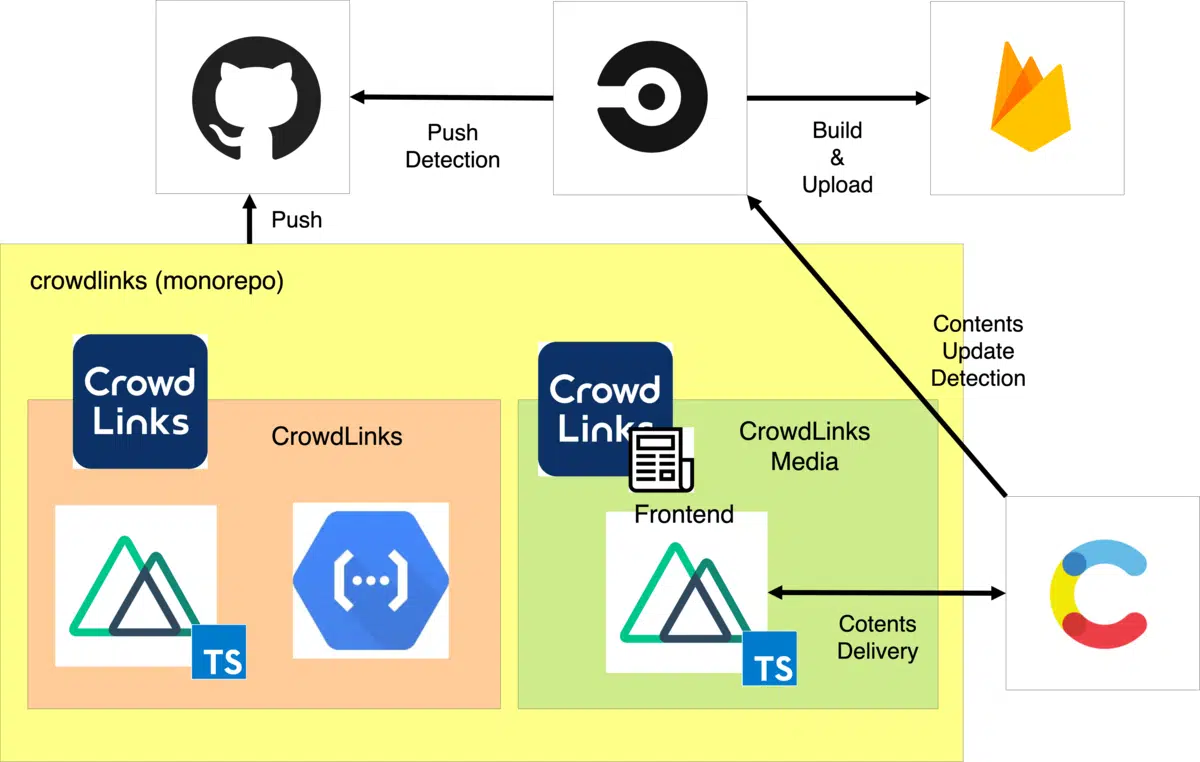 Push
Detection
Build
&
Upload
Push
crowdlinks (monorepo)
Contents
Update
Detection
Crowd
Links
CrowdLinks
Crowd
Links
CrowdLinks
Media
Frontend
TS
TS
Cotents
Delivery